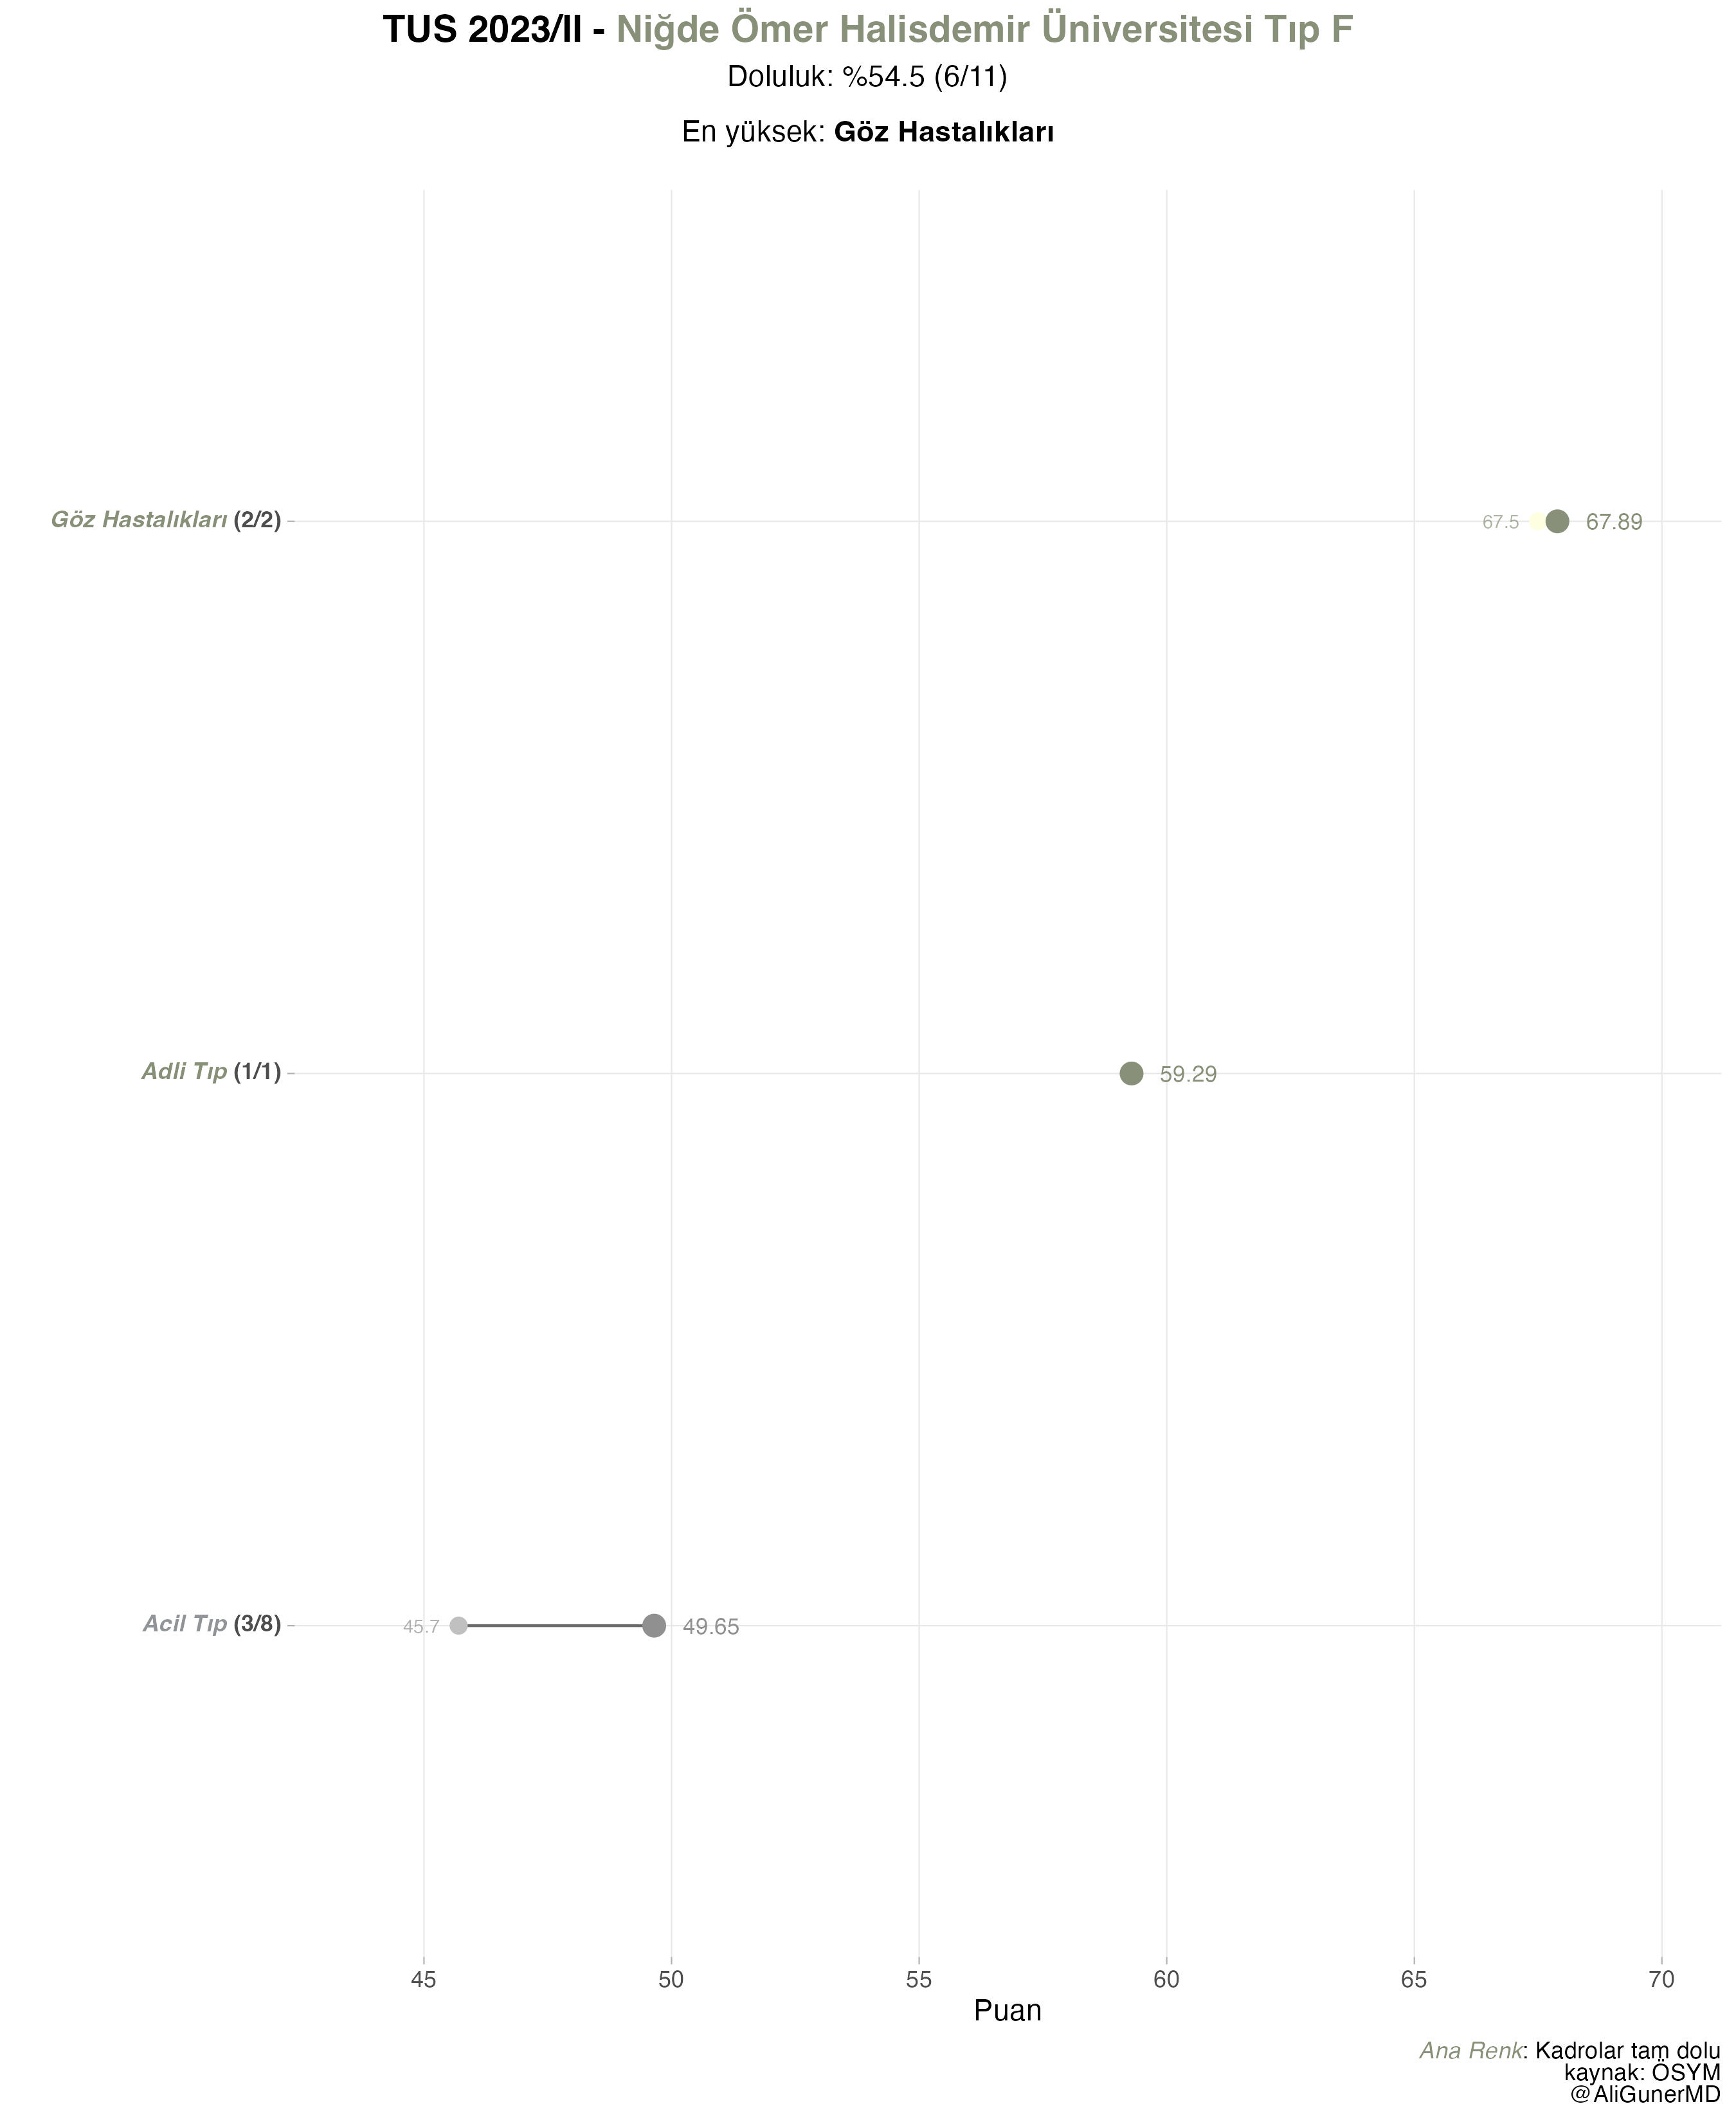 TUS 2023/II - Niğde Ömer Halisdemir Üniversitesi Tıp F
Doluluk: %54.5 (6/11)
En yüksek: Göz Hastalıkları
Göz Hastalıkları (2/2)
67.5
67.89
Adli Tıp (1/1)
59.29
Acil Tıp (3/8)
45.7
49.65
45 50 55 60 65 70
Puan
Ana Renk: Kadrolar tam dolu
kaynak: ÖSYM
@AliGunerMD